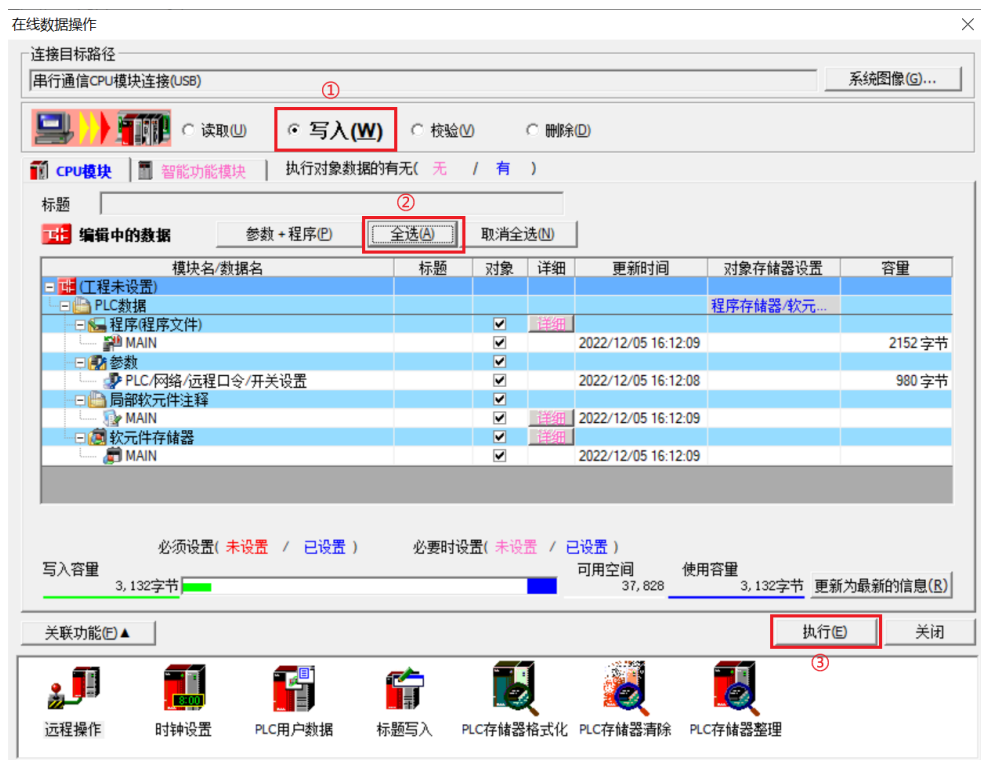 在线数据操作
连接目标路径
串行通信CPU模块连接(USB)
系统图像(G)...
①
读取(U)
写入(W)
校验(V)
删除(D)
CPU模块
智能功能模块
执行对象数据的有无( 无 / 有 )
标题
②
编辑中的数据
参数+程序(P)
全选(A)
取消全选(N)
模块名/数据名 标题 对象 详细 更新时间 对象存储器设置 容量
(工程未设置)
PLC数据 程序存储器/软元...
程序(程序文件) 详细
MAIN 2022/12/05 16:12:09 2152 字节
参数
PLC/网络/远程口令/开关设置 2022/12/05 16:12:08 980 字节
局部软元件注释
MAIN 详细 2022/12/05 16:12:09
软元件存储器 详细
MAIN 2022/12/05 16:12:09
必须设置( 未设置 / 已设置 ) 必要时设置( 未设置 / 已设置 )
写入容量 可用空间 使用容量
3,132字节 37,828 3,132字节 更新为最新的信息(R)
关联功能(F)▲ 执行(E) 关闭
③
8:00
远程操作 时钟设置 PLC用户数据 标题写入 PLC存储器格式化 PLC存储器清除 PLC存储器整理